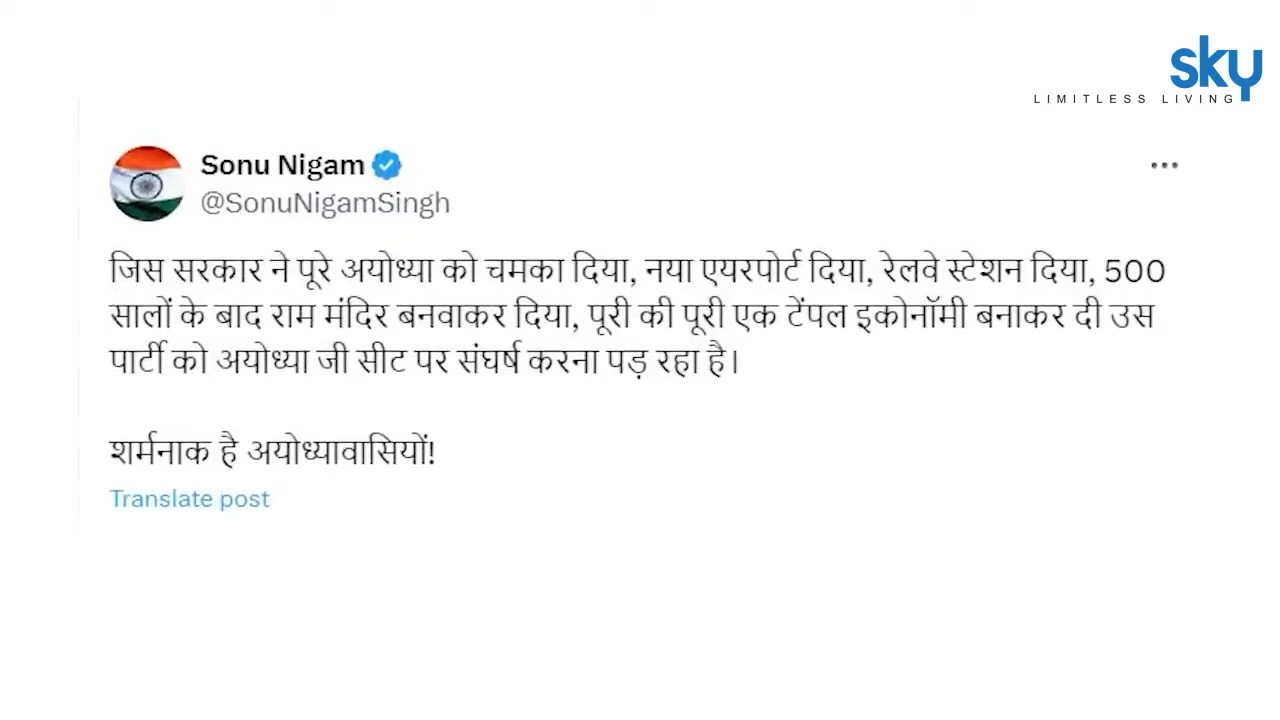 sky
LIMITLESS LIVING
Sonu Nigam
@SonuNigamSingh
जिस सरकार ने पूरे अयोध्या को चमका दिया, नया एयरपोर्ट दिया, रेलवे स्टेशन दिया, 500
सालों के बाद राम मंदिर बनवाकर दिया, पूरी की पूरी एक टेंपल इकोनॉमी बनाकर दी उस
पार्टी को अयोध्या जी सीट पर संघर्ष करना पड़ रहा है।
शर्मनाक है अयोध्यावासियों!
Translate post